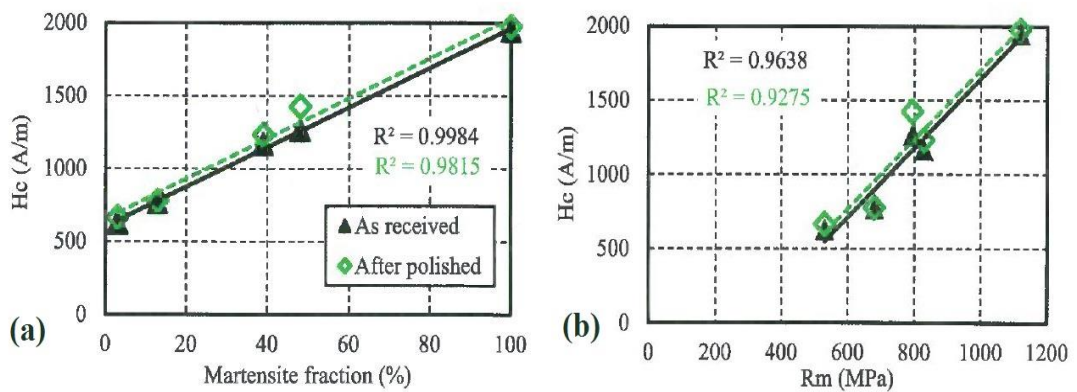 2000
1500
1000
500
0
Hc (A/m)
R² = 0.9984
R² = 0.9815
As received
After polished
0 20 40 60 80 100
Martensite fraction (%)
(a)
2000
1500
1000
500
0
Hc (A/m)
R² = 0.9638
R² = 0.9275
0 200 400 600 800 1000 1200
Rm (MPa)
(b)